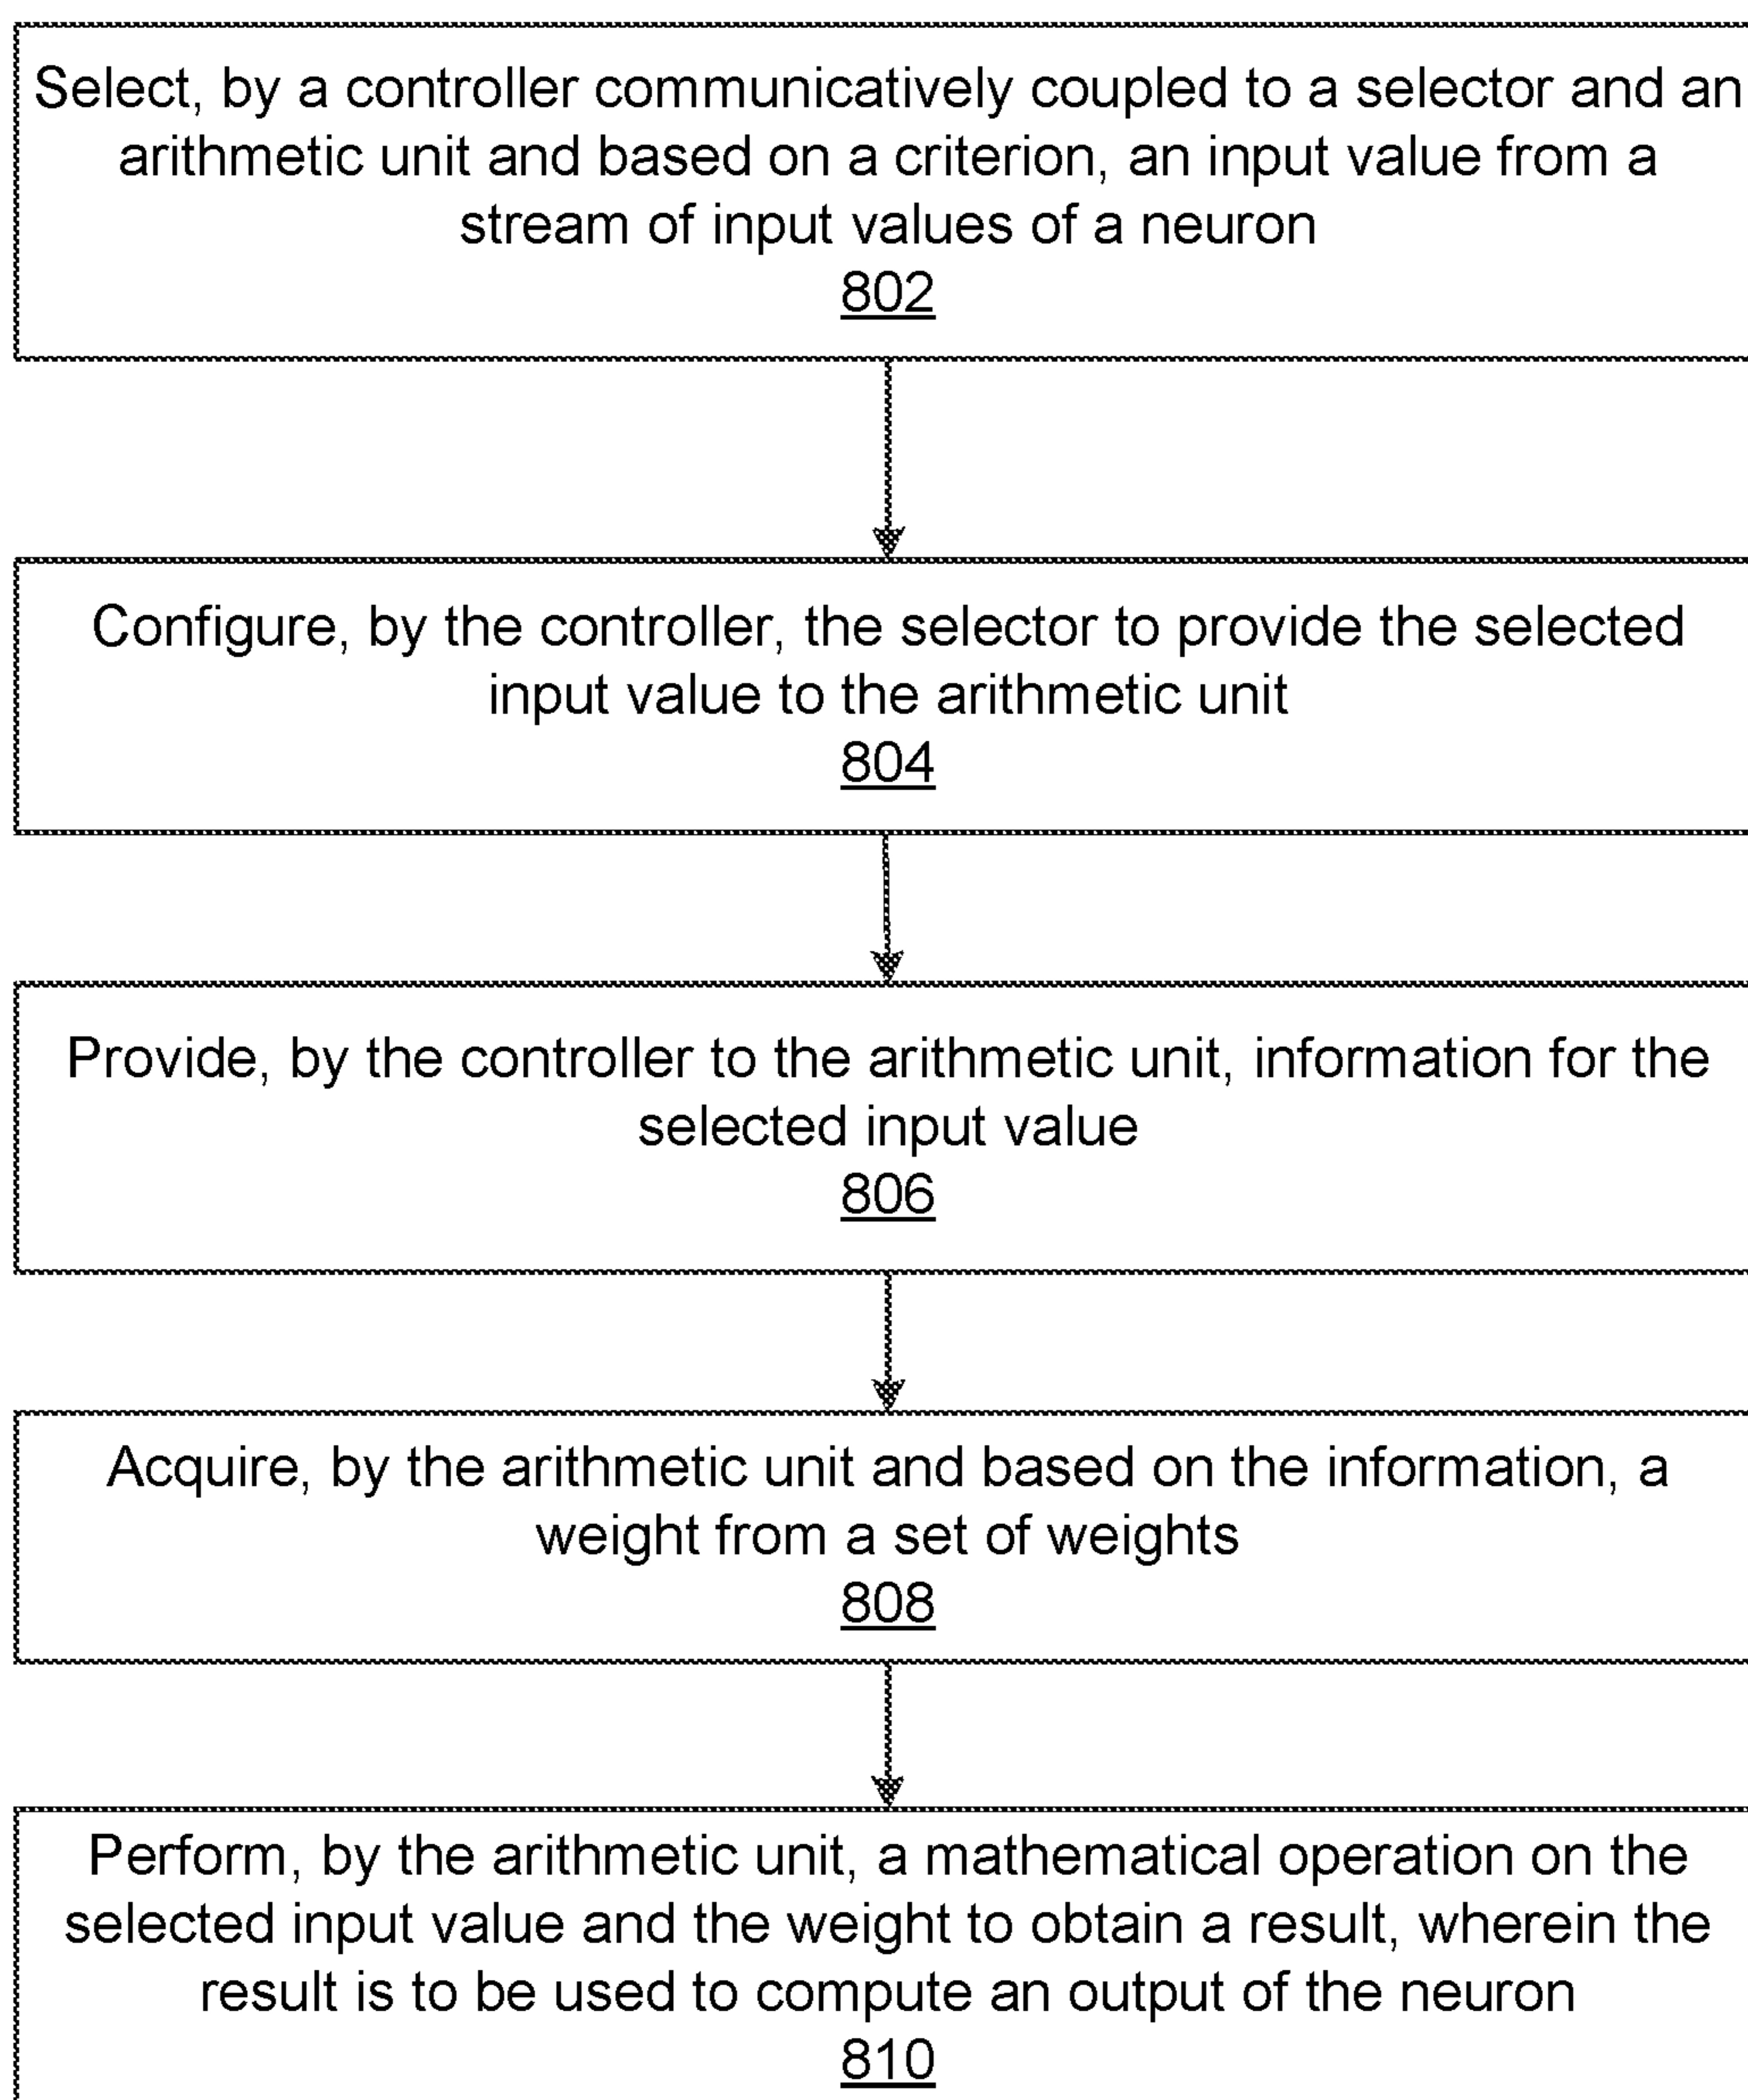 Select, by a controller communicatively coupled to a selector and an
arithmetic unit and based on a criterion, an input value from a
stream of input values of a neuron
802
Configure, by the controller, the selector to provide the selected
input value to the arithmetic unit
804
Provide, by the controller to the arithmetic unit, information for the
selected input value
806
Acquire, by the arithmetic unit and based on the information, a
weight from a set of weights
808
Perform, by the arithmetic unit, a mathematical operation on the
selected input value and the weight to obtain a result, wherein the
result is to be used to compute an output of the neuron
810